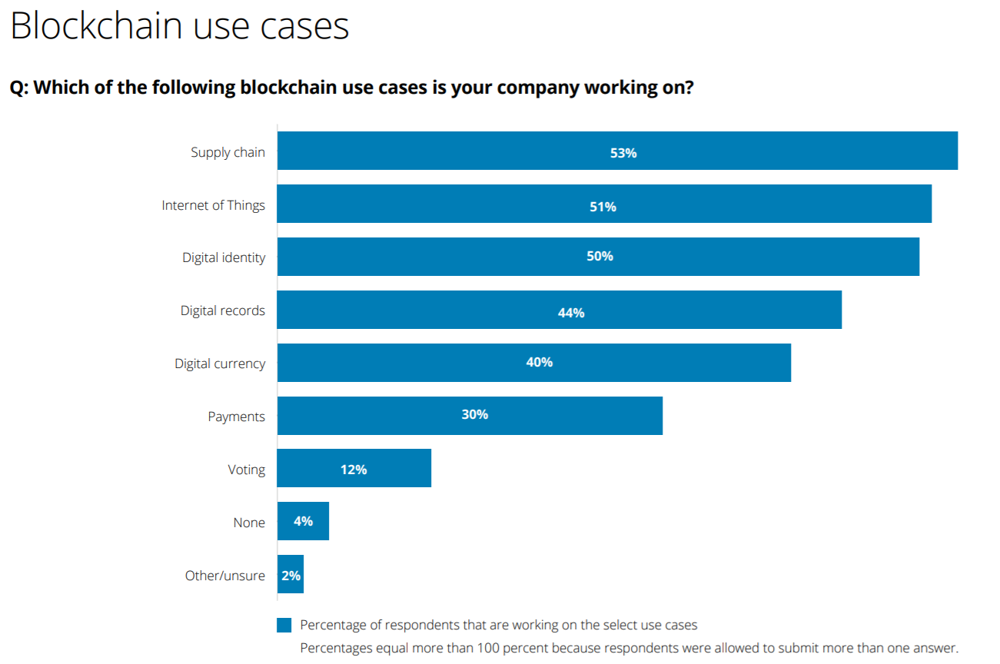 Blockchain use cases
Q: Which of the following blockchain use cases is your company working on?
Supply chain 53%
Internet of Things 51%
Digital identity 50%
Digital records 44%
Digital currency 40%
Payments 30%
Voting 12%
None 4%
Other/unsure 2%
Percentage of respondents that are working on the select use cases
Percentages equal more than 100 percent because respondents were allowed to submit more than one answer.